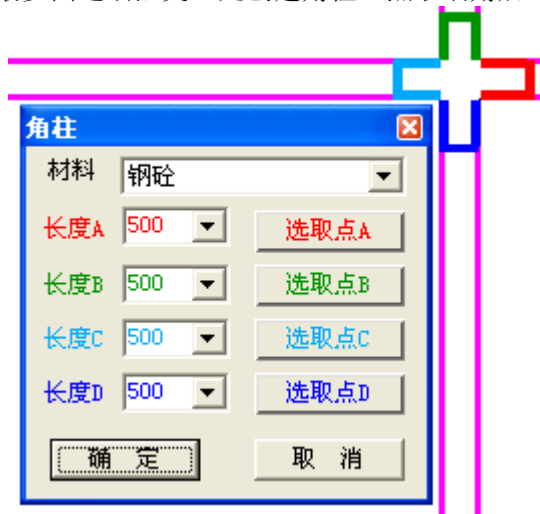 角柱
材料 钢砼
长度A 500 选取点A
长度B 500 选取点B
长度C 500 选取点C
长度D 500 选取点D
确 定 取 消